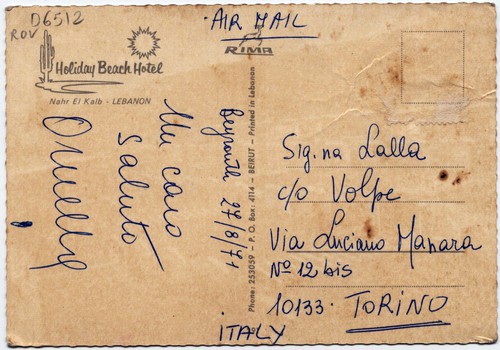 D6512
ROV
AIR MAIL
RIMA
Holiday Beach Hotel
Nahr El Kalb - LEBANON
Un caro
saluto
Ornella
Beyrouth 27/8/71
Phone: 253059 - P. O. Box: 4114 - BEIRUT - Printed in Lebanon
Sig.na Lalla
c/o Volpe
Via Luciano Manara
Nº 12 bis
10133. TORINO
ITALY